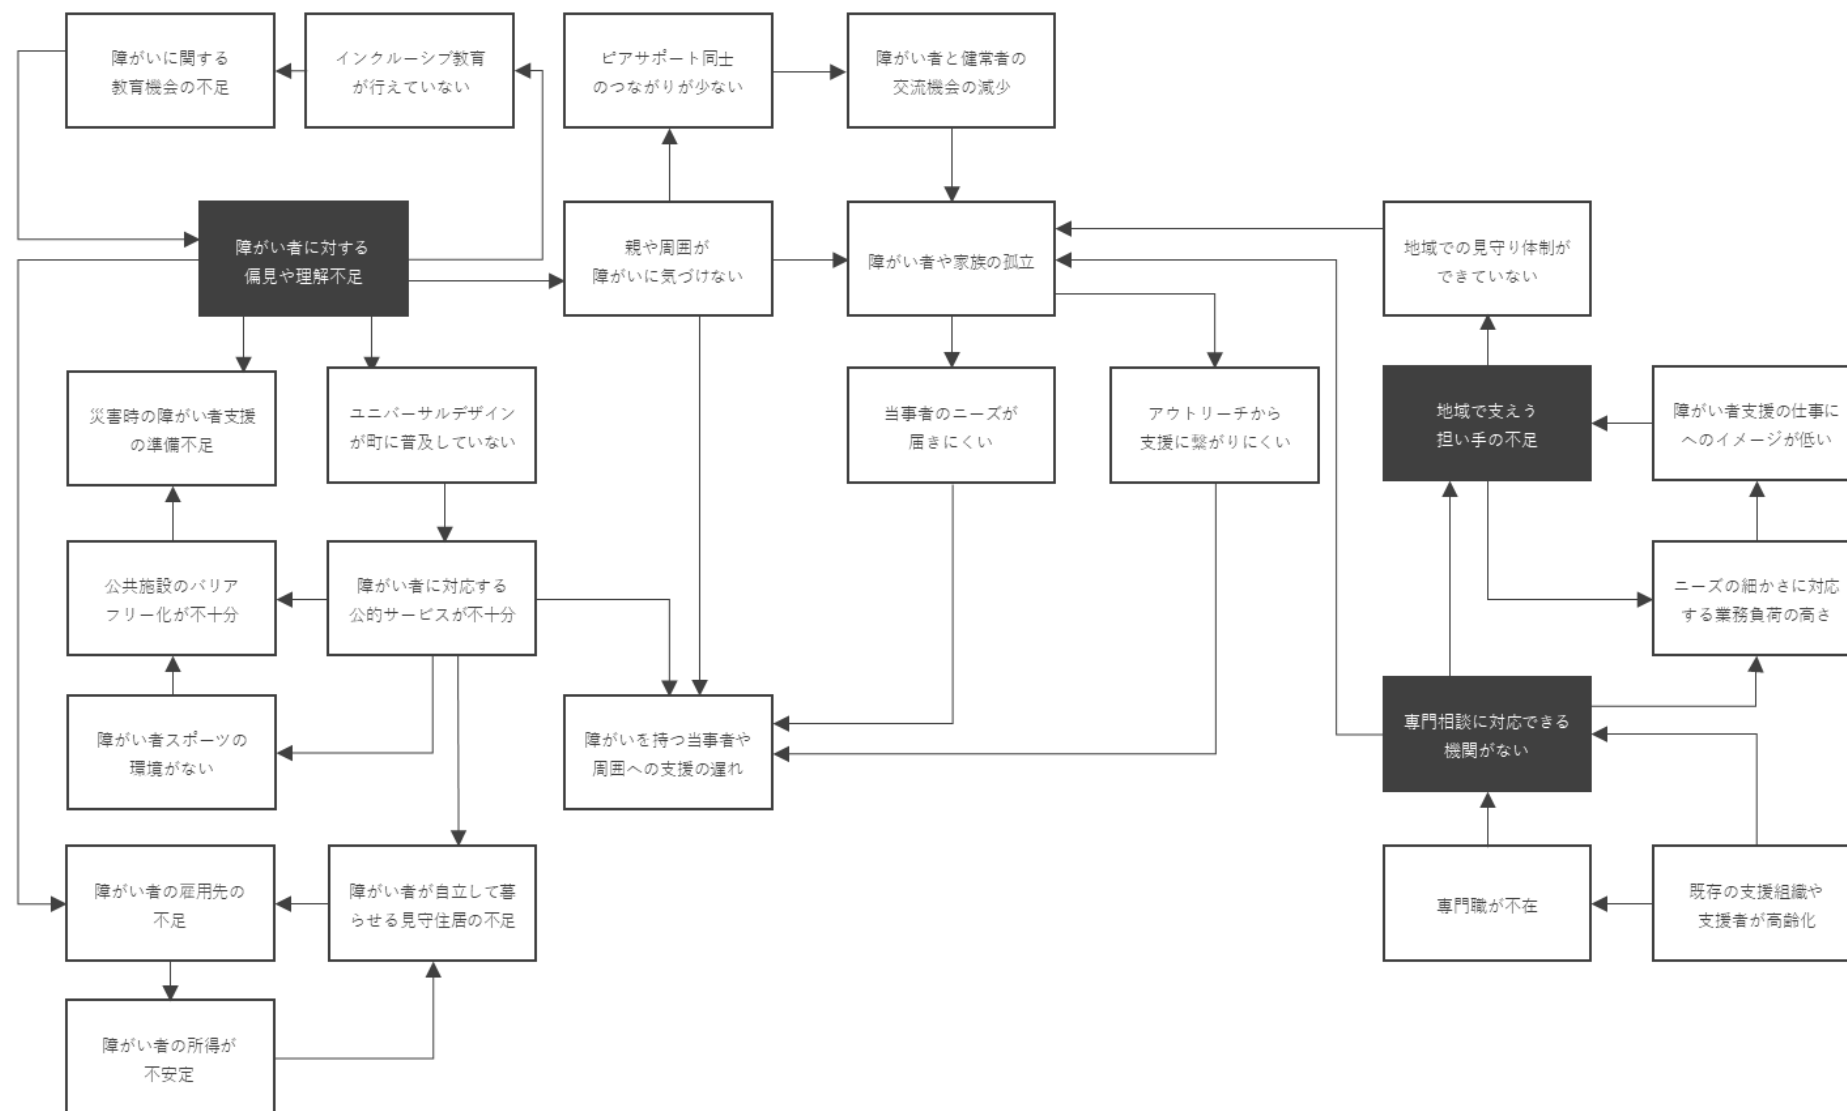 障がいに関する
教育機会の不足
インクルーシブ教育
が行えていない
ピアサポート同士
のつながりが少ない
障がい者と健常者の
交流機会の減少
障がい者に対する
偏見や理解不足
親や周囲が
障がいに気づけない
障がい者や家族の孤立
地域での見守り体制が
できていない
災害時の障がい者支援
の準備不足
ユニバーサルデザイン
が町に普及していない
当事者のニーズが
届きにくい
アウトリーチから
支援に繋がりにくい
地域で支えう
担い手の不足
障がい者支援の仕事に
へのイメージが低い
公共施設のバリア
フリー化が不十分
障がい者に対応する
公的サービスが不十分
ニーズの細かさに対応
する業務負荷の高さ
障がい者スポーツの
環境がない
障がいを持つ当事者や
周囲への支援の遅れ
専門相談に対応できる
機関がない
障がい者の雇用先の
不足
障がい者が自立して暮
らせる見守住居の不足
専門職が不在
既存の支援組織や
支援者が高齢化
障がい者の所得が
不安定